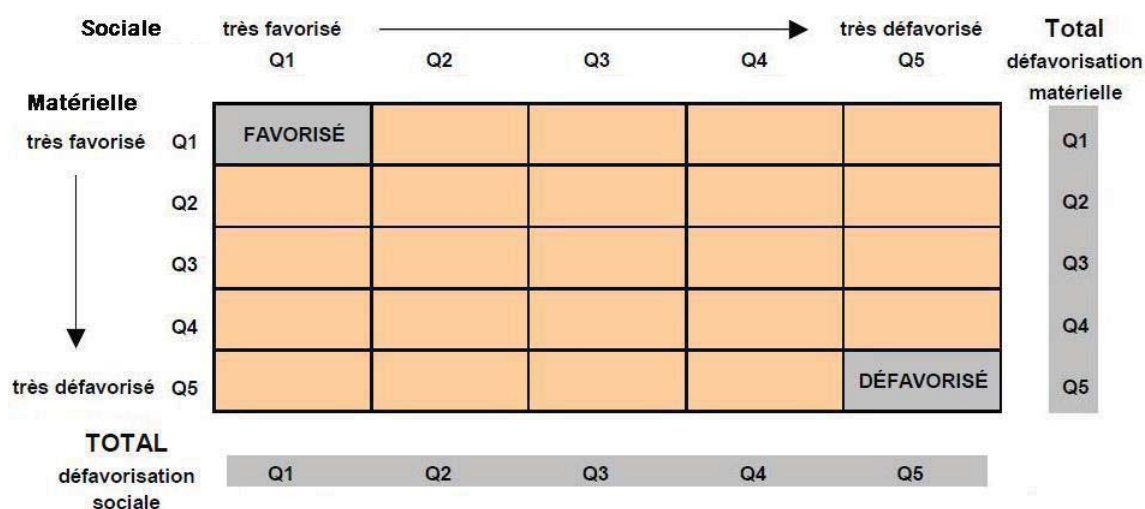 Sociale très favorisé très défavorisé Total
Q1 Q2 Q3 Q4 Q5 défavorisation
Matérielle matérielle
très favorisé Q1 FAVORISÉ Q1
Q2 Q2
Q3 Q3
Q4 Q4
très défavorisé Q5 DÉFAVORISÉ Q5
TOTAL
défavorisation Q1 Q2 Q3 Q4 Q5
sociale